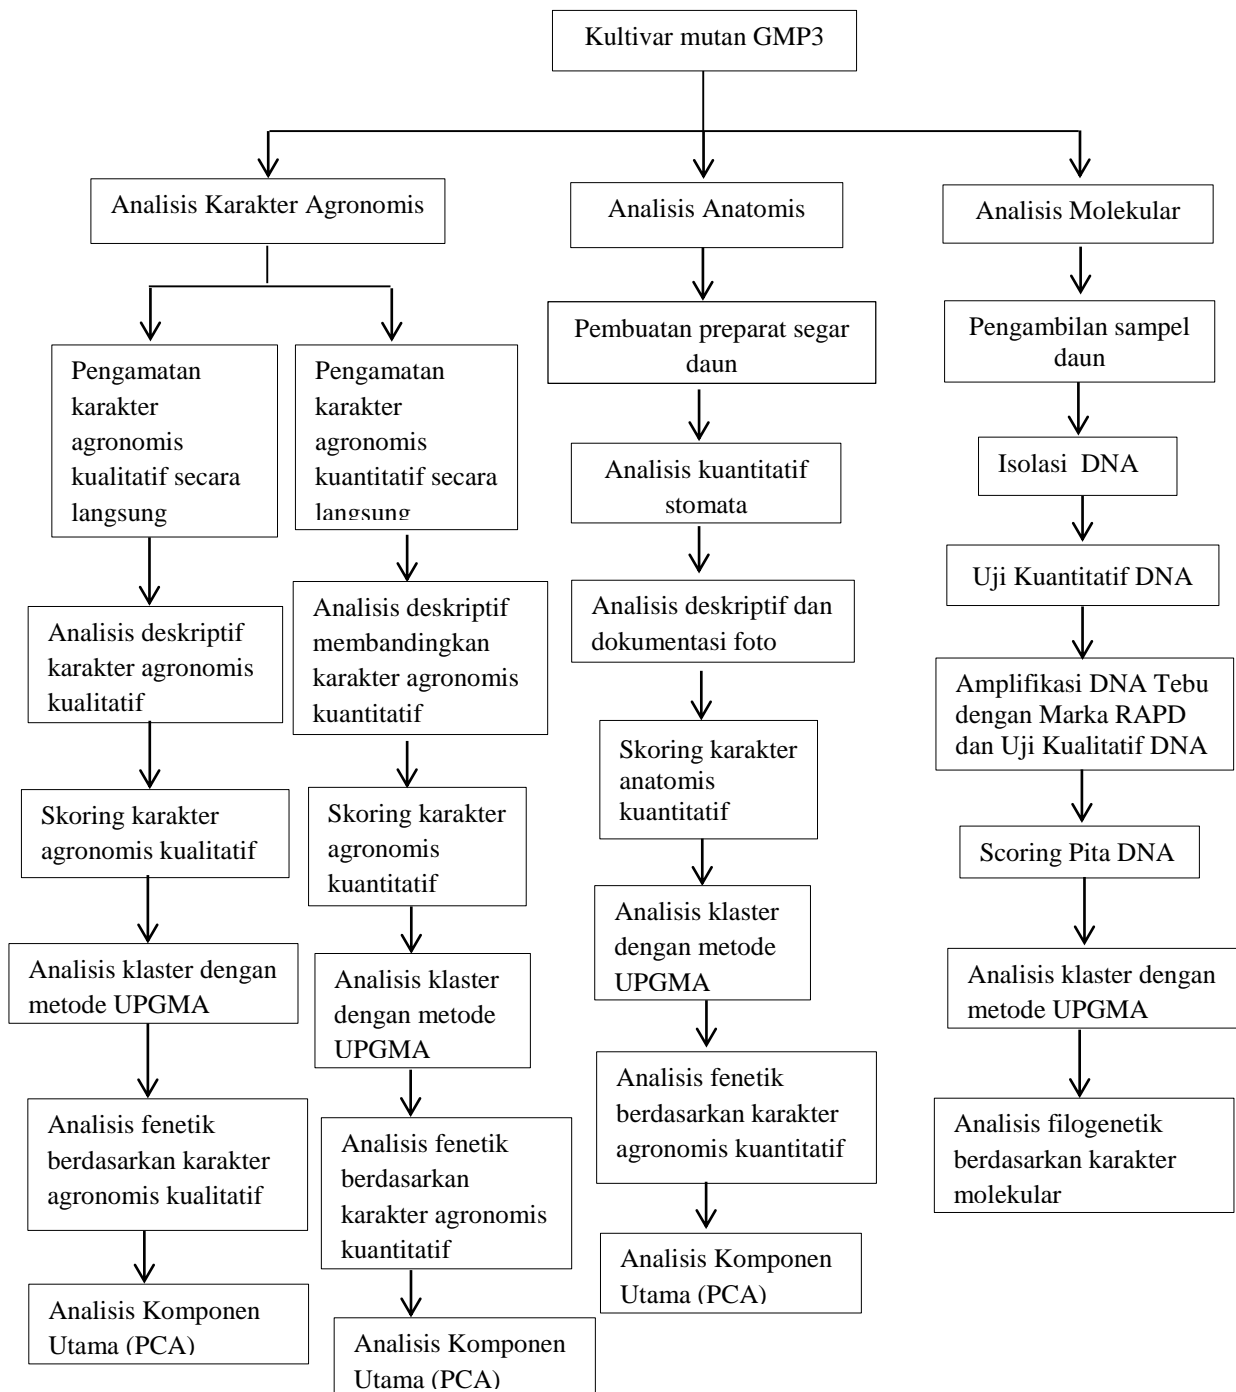 Kultivar mutan GMP3
Analisis Karakter Agronomis
Analisis Anatomis
Analisis Molekular
Pengamatan
karakter
agronomis
kualitatif secara
langsung
Pengamatan
karakter
agronomis
kuantitatif secara
langsung
Pembuatan preparat segar
daun
Pengambilan sampel
daun
Analisis kuantitatif
stomata
Isolasi DNA
Uji Kuantitatif DNA
Analisis deskriptif
karakter agronomis
kualitatif
Analisis deskriptif
membandingkan
karakter agronomis
kuantitatif
Analisis deskriptif dan
dokumentasi foto
Amplifikasi DNA Tebu
dengan Marka RAPD
dan Uji Kualitatif DNA
Skoring karakter
agronomis kualitatif
Skoring karakter
agronomis
kuantitatif
Skoring karakter
anatomis
kuantitatif
Scoring Pita DNA
Analisis klaster dengan
metode UPGMA
Analisis klaster
dengan metode
UPGMA
Analisis klaster
dengan metode
UPGMA
Analisis klaster dengan
metode UPGMA
Analisis fenetik
berdasarkan karakter
agronomis kualitatif
Analisis fenetik
berdasarkan
karakter agronomis
kuantitatif
Analisis fenetik
berdasarkan karakter
agronomis kuantitatif
Analisis filogenetik
berdasarkan karakter
molekular
Analisis Komponen
Utama (PCA)
Analisis Komponen
Utama (PCA)
Analisis Komponen
Utama (PCA)